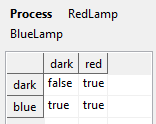 Process RedLamp
BlueLamp
dark red
dark false true
blue true true